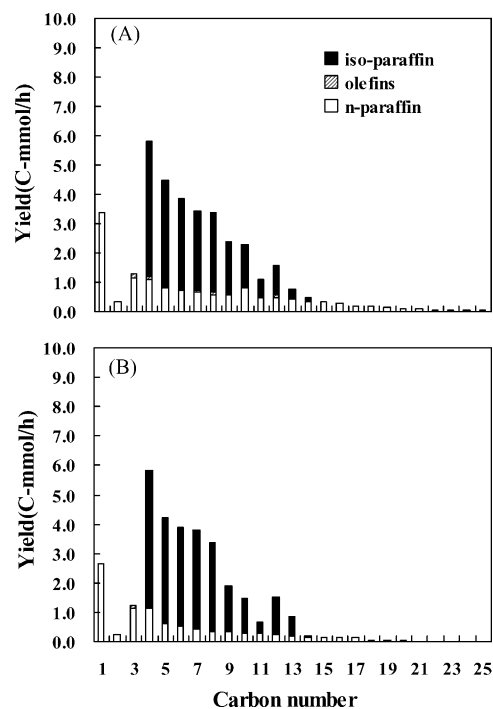 (A)
iso-paraffin
olefins
n-paraffin
Yield(C-mmol/h)
10.0
9.0
8.0
7.0
6.0
5.0
4.0
3.0
2.0
1.0
0.0
(B)
Yield(C-mmol/h)
10.0
9.0
8.0
7.0
6.0
5.0
4.0
3.0
2.0
1.0
0.0
1 3 5 7 9 11 13 15 17 19 21 23 25
Carbon number